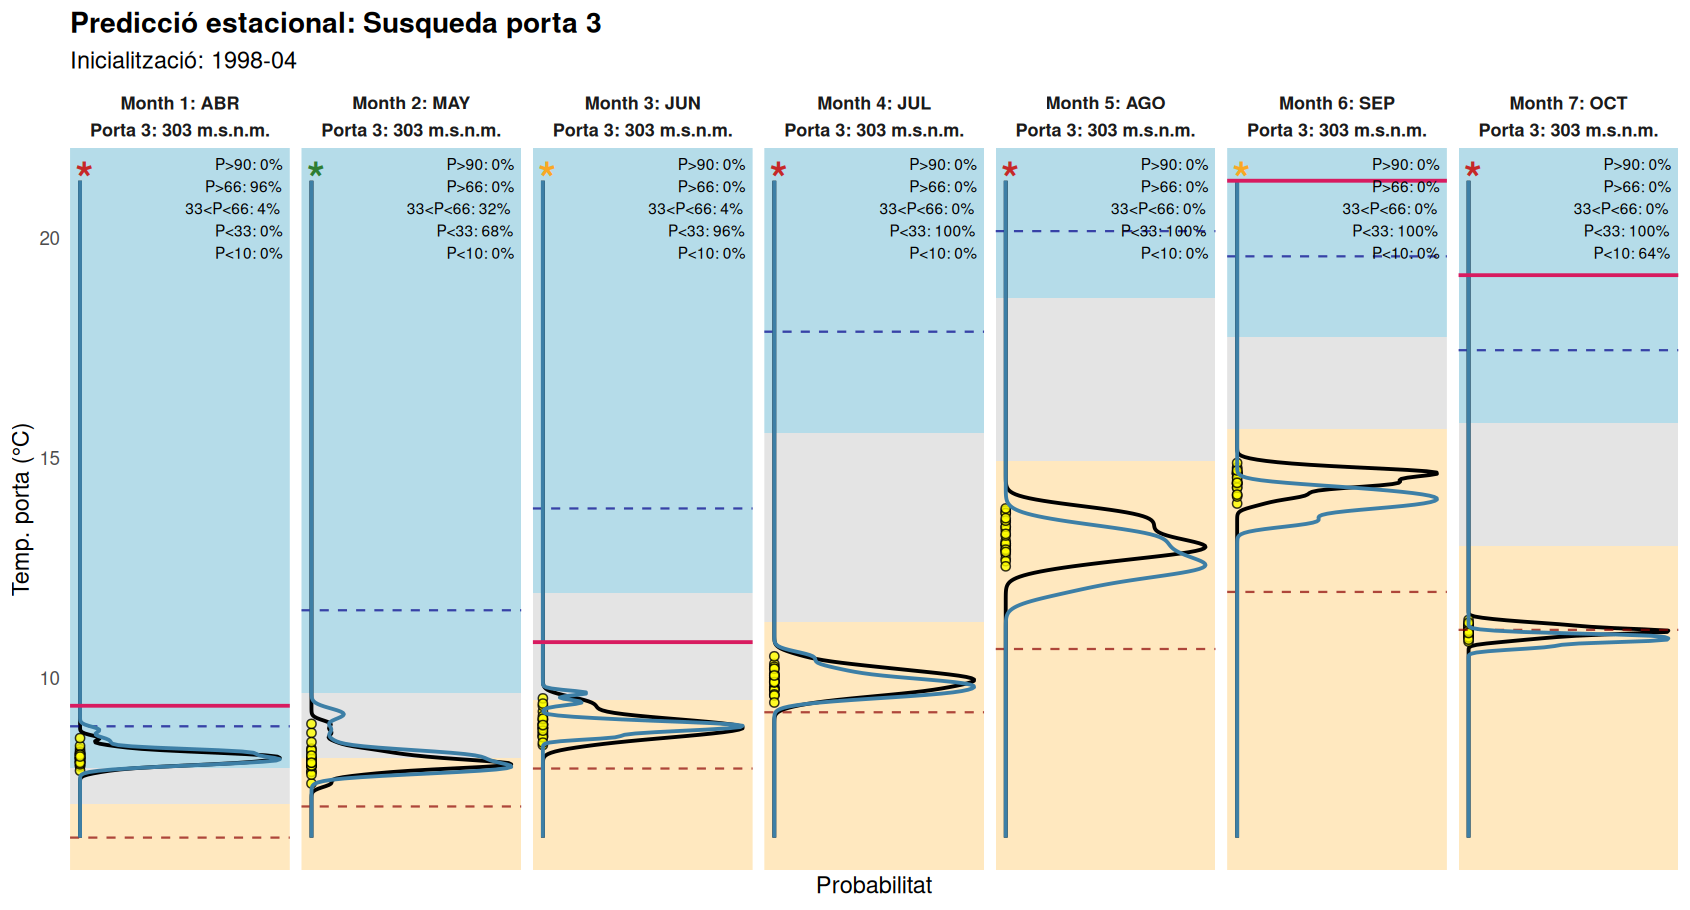 Predicció estacional: Susqueda porta 3
Inicialització: 1998-04
Month 1: ABR
Porta 3: 303 m.s.n.m.
Month 2: MAY
Porta 3: 303 m.s.n.m.
Month 3: JUN
Porta 3: 303 m.s.n.m.
Month 4: JUL
Porta 3: 303 m.s.n.m.
Month 5: AGO
Porta 3: 303 m.s.n.m.
Month 6: SEP
Porta 3: 303 m.s.n.m.
Month 7: OCT
Porta 3: 303 m.s.n.m.
*
P>90: 0%
P>66: 96%
33<P<66: 4%
P<33: 0%
P<10: 0%
*
P>90: 0%
P>66: 0%
33<P<66: 32%
P<33: 68%
P<10: 0%
*
P>90: 0%
P>66: 0%
33<P<66: 4%
P<33: 96%
P<10: 0%
*
P>90: 0%
P>66: 0%
33<P<66: 0%
P<33: 100%
P<10: 0%
*
P>90: 0%
P>66: 0%
33<P<66: 0%
P<33: 100%
P<10: 0%
*
P>90: 0%
P>66: 0%
33<P<66: 0%
P<33: 100%
P<10: 0%
*
P>90: 0%
P>66: 0%
33<P<66: 0%
P<33: 100%
P<10: 64%
20
15
10
Temp. porta (°C)
Probabilitat